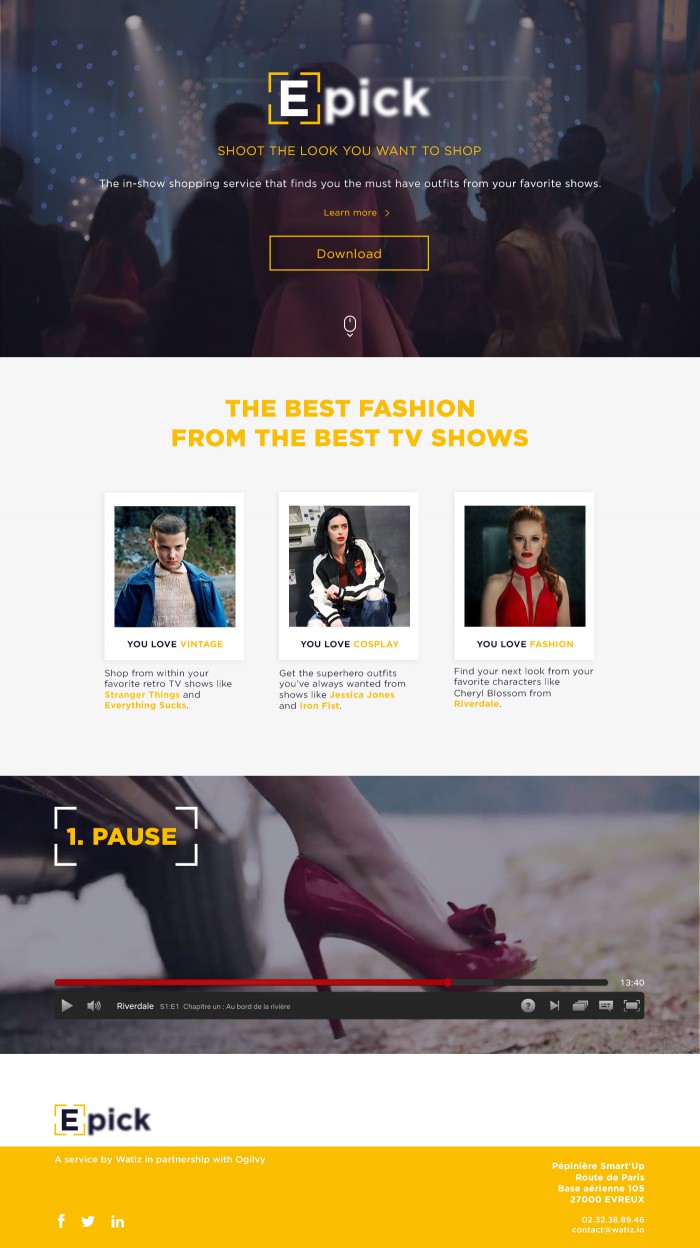 Epick
SHOOT THE LOOK YOU WANT TO SHOP
The in-show shopping service that finds you the must have outfits from your favorite shows.
Learn more >
Download
THE BEST FASHION
FROM THE BEST TV SHOWS
YOU LOVE VINTAGE
Shop from within your
favorite retro TV shows like
Stranger Things and
Everything Sucks.
YOU LOVE COSPLAY
Get the superhero outfits
you've always wanted from
shows like Jessica Jones
and Iron Fist.
YOU LOVE FASHION
Find your next look from your
favorite characters like
Cheryl Blossom from
Riverdale.
1. PAUSE
13:40
Riverdale S1:E1 Chapitre un : Au bord de la rivière
?
Epick
A service by Watiz in partnership with Ogilvy
Pépinière Smart'Up
Route de Paris
Base aérienne 105
27000 EVREUX
02.32.38.89.46
contact@watiz.io
f in